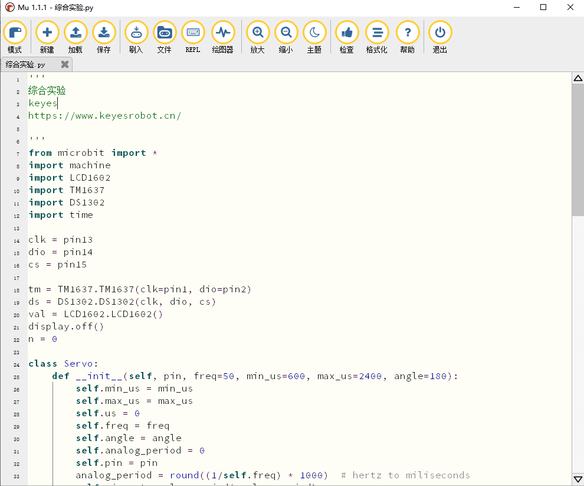 Mu 1.1.1 - 综合实验.py
模式 新建 加载 保存 刷入 文件 REPL 绘图器 放大 缩小 主题 检查 格式化 帮助 退出
综合实验.py
1 '''
2 综合实验
3 keyes
4 https://www.keyesrobot.cn/
5
6 '''
7 from microbit import *
8 import machine
9 import LCD1602
10 import TM1637
11 import DS1302
12 import time
13
14 clk = pin13
15 dio = pin14
16 cs = pin15
17
18 tm = TM1637.TM1637(clk=pin1, dio=pin2)
19 ds = DS1302.DS1302(clk, dio, cs)
20 val = LCD1602.LCD1602()
21 display.off()
22 n = 0
23
24 class Servo:
25 def __init__(self, pin, freq=50, min_us=600, max_us=2400, angle=180):
26 self.min_us = min_us
27 self.max_us = max_us
28 self.us = 0
29 self.freq = freq
30 self.angle = angle
31 self.analog_period = 0
32 self.pin = pin
33 analog_period = round((1/self.freq) * 1000) # hertz to miliseconds